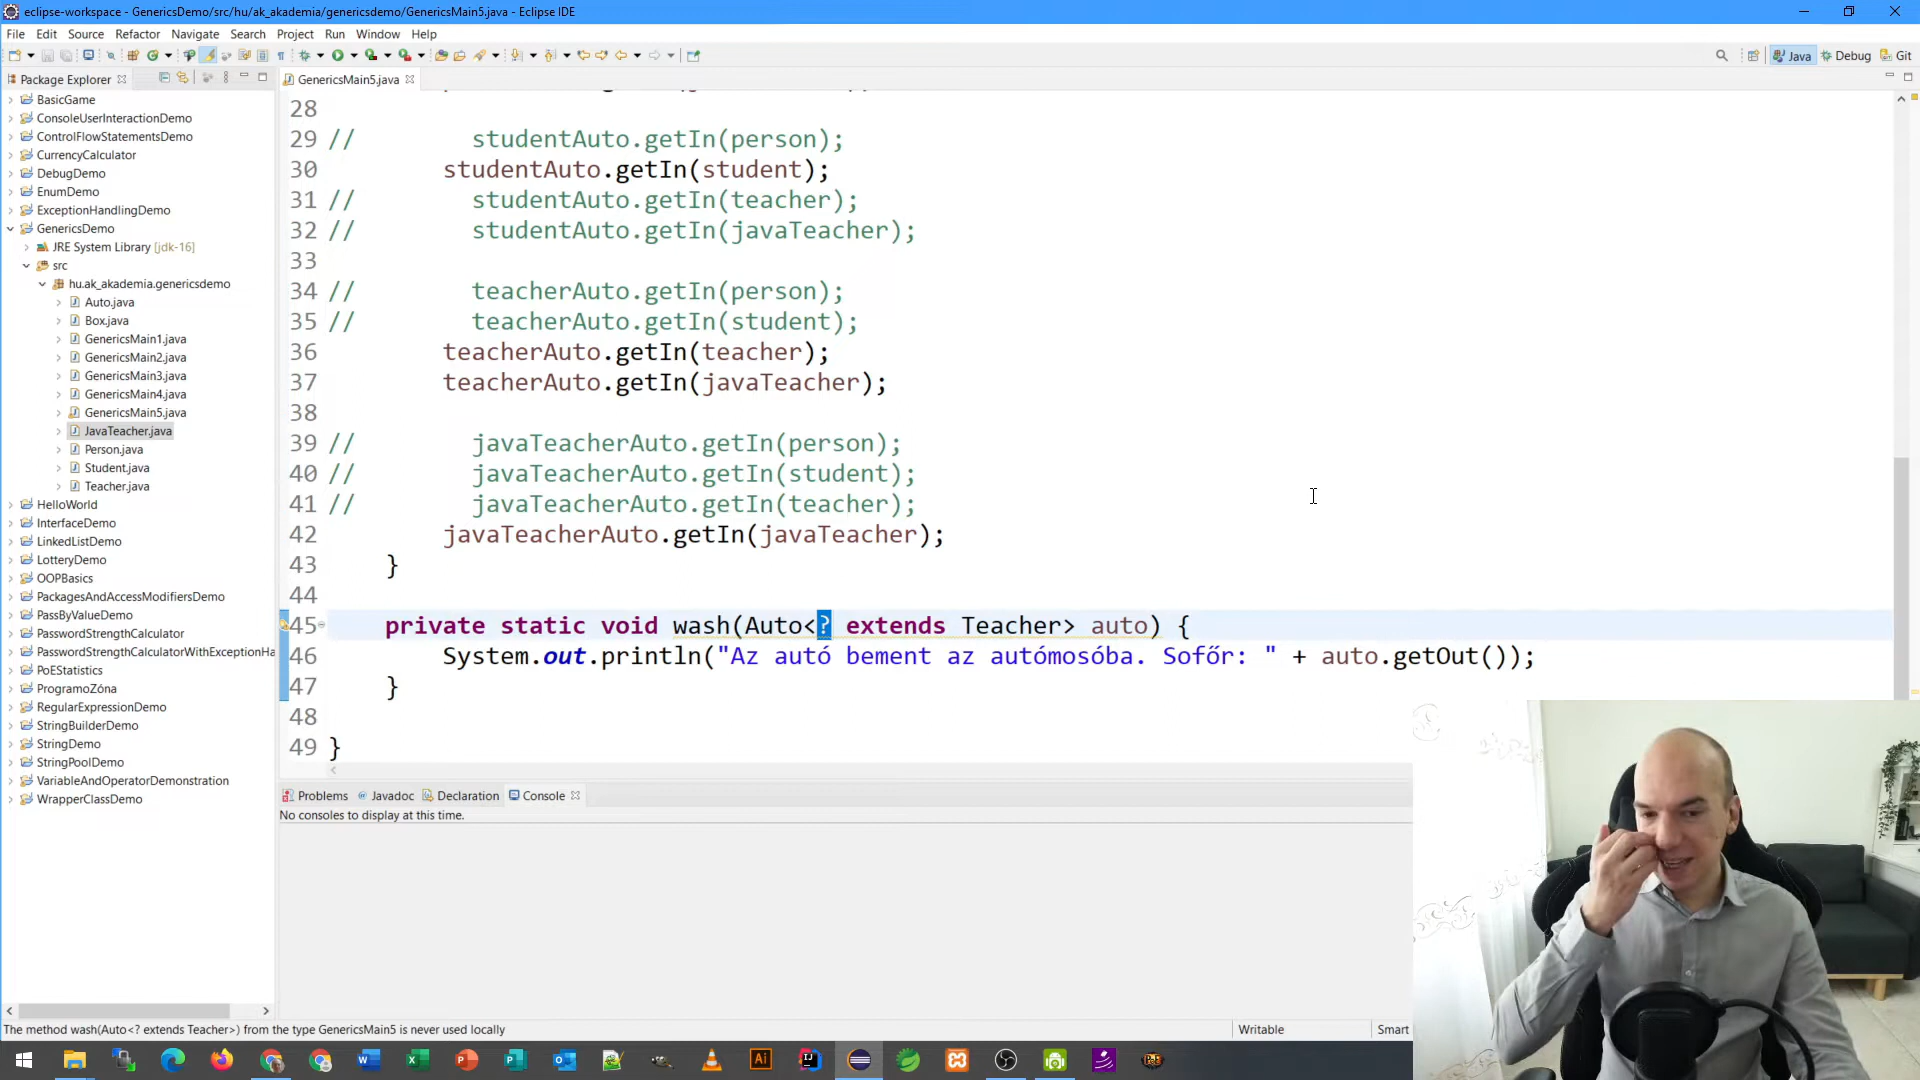 eclipse-workspace - GenericsDemo/src/hu/ak_akademia/genericsdemo/GenericsMain5.java - Eclipse IDE
File Edit Source Refactor Navigate Search Project Run Window Help
Java Debug Git
Package Explorer
GenericsMain5.java
BasicGame
ConsoleUserInteractionDemo
ControlFlowStatementsDemo
CurrencyCalculator
DebugDemo
EnumDemo
ExceptionHandlingDemo
GenericsDemo
JRE System Library [jdk-16]
src
hu.ak_akademia.genericsdemo
Auto.java
Box.java
GenericsMain1.java
GenericsMain2.java
GenericsMain3.java
GenericsMain4.java
GenericsMain5.java
JavaTeacher.java
Person.java
Student.java
Teacher.java
HelloWorld
InterfaceDemo
LinkedListDemo
LotteryDemo
OOPBasics
PackagesAndAccessModifiersDemo
PassByValueDemo
PasswordStrengthCalculator
PasswordStrengthCalculatorWithExceptionHa
PoEStatistics
ProgramoZóna
RegularExpressionDemo
StringBuilderDemo
StringDemo
StringPoolDemo
VariableAndOperatorDemonstration
WrapperClassDemo
28
29 // studentAuto.getIn(person);
30 studentAuto.getIn(student);
31 // studentAuto.getIn(teacher);
32 // studentAuto.getIn(javaTeacher);
33
34 // teacherAuto.getIn(person);
35 // teacherAuto.getIn(student);
36 teacherAuto.getIn(teacher);
37 teacherAuto.getIn(javaTeacher);
38
39 // javaTeacherAuto.getIn(person);
40 // javaTeacherAuto.getIn(student);
41 // javaTeacherAuto.getIn(teacher);
42 javaTeacherAuto.getIn(javaTeacher);
43 }
44
45 private static void wash(Auto<? extends Teacher> auto) {
46 System.out.println("Az autó bement az autómosóba. Sofőr: " + auto.getOut());
47 }
48
49 }
Problems Javadoc Declaration Console
No consoles to display at this time.
The method wash(Auto<? extends Teacher>) from the type GenericsMain5 is never used locally
Writable
Smart